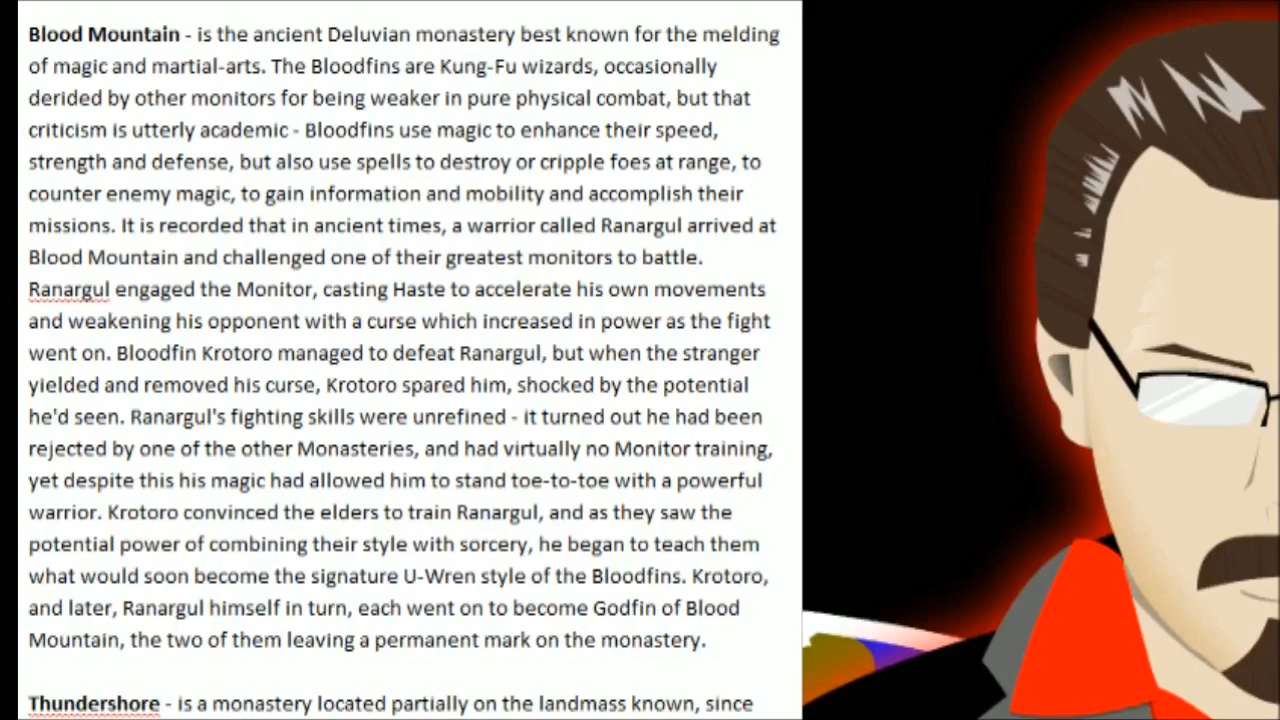 Blood Mountain - is the ancient Deluvian monastery best known for the melding
of magic and martial-arts. The Bloodfins are Kung-Fu wizards, occasionally
derided by other monitors for being weaker in pure physical combat, but that
criticism is utterly academic - Bloodfins use magic to enhance their speed,
strength and defense, but also use spells to destroy or cripple foes at range, to
counter enemy magic, to gain information and mobility and accomplish their
missions. It is recorded that in ancient times, a warrior called Ranargul arrived at
Blood Mountain and challenged one of their greatest monitors to battle.
Ranargul engaged the Monitor, casting Haste to accelerate his own movements
and weakening his opponent with a curse which increased in power as the fight
went on. Bloodfin Krotoro managed to defeat Ranargul, but when the stranger
yielded and removed his curse, Krotoro spared him, shocked by the potential
he'd seen. Ranargul's fighting skills were unrefined - it turned out he had been
rejected by one of the other Monasteries, and had virtually no Monitor training,
yet despite this his magic had allowed him to stand toe-to-toe with a powerful
warrior. Krotoro convinced the elders to train Ranargul, and as they saw the
potential power of combining their style with sorcery, he began to teach them
what would soon become the signature U-Wren style of the Bloodfins. Krotoro,
and later, Ranargul himself in turn, each went on to become Godfin of Blood
Mountain, the two of them leaving a permanent mark on the monastery.
Thundershore - is a monastery located partially on the landmass known, since